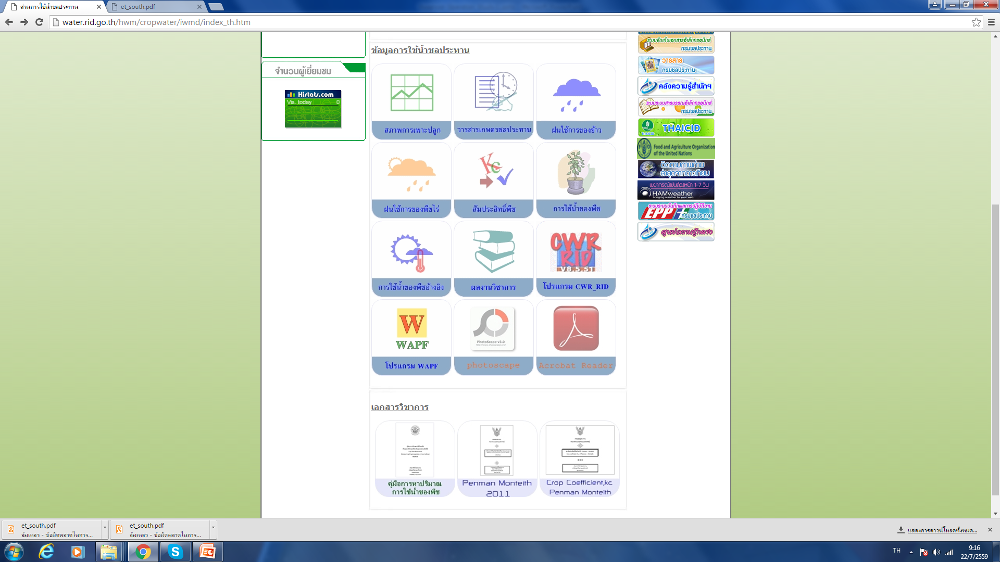 ส่วนการใช้น้ำชลประทาน
et_south.pdf
water.rid.go.th/hwm/cropwater/iwmd/index_th.htm
จำนวนผู้เยี่ยมชม
Histats.com
Vis. today 0
ข้อมูลการใช้น้ำชลประทาน
สภาพการเพาะปลูก
วารสารเกษตรชลประทาน
ฝนใช้การของข้าว
Kc
ฝนใช้การของพืชไร่
สัมประสิทธิ์พืช
การใช้น้ำของพืช
CWR
RID
V8.5.51
การใช้น้ำของพืชอ้างอิง
ผลงานวิชาการ
โปรแกรม CWR_RID
W
WAPF
PhotoScape v3.0
http://www.photoscape.org/
โปรแกรม WAPF
photoscape
Acrobat Reader
เอกสารวิชาการ
คู่มือการหาปริมาณ
การใช้น้ำของพืช
Penman Monteith
2011
Crop Coefficient,kc
Penman Monteith
ระบบจัดเก็บเอกสารอิเล็กทรอนิกส์
กรมชลประทาน
วารสาร
กรมชลประทาน
คลังความรู้สำนักฯ
ระบบระบบสารบรรณอิเล็กทรอนิกส์
กรมชลประทาน
THAICID
THAICID
Food and Agriculture Organization
of the United Nations
ติดตามภาพถ่าย
ล่าสุดจากดาวเทียม
พยากรณ์ฝนล่วงหน้า 1-7 วัน
HAMweather
bringing weather to your web
ระบบระบบบันทึกผลการปฏิบัติงาน
EPP+
กรมชลประทาน
ศูนย์ความรู้กลาง
et_south.pdf
ล้มเหลว - ข้อผิดพลาดในการ...
et_south.pdf
ล้มเหลว - ข้อผิดพลาดในการ...
แสดงการดาวน์โหลดทั้งหมด...
TH
9:16
22/7/2559